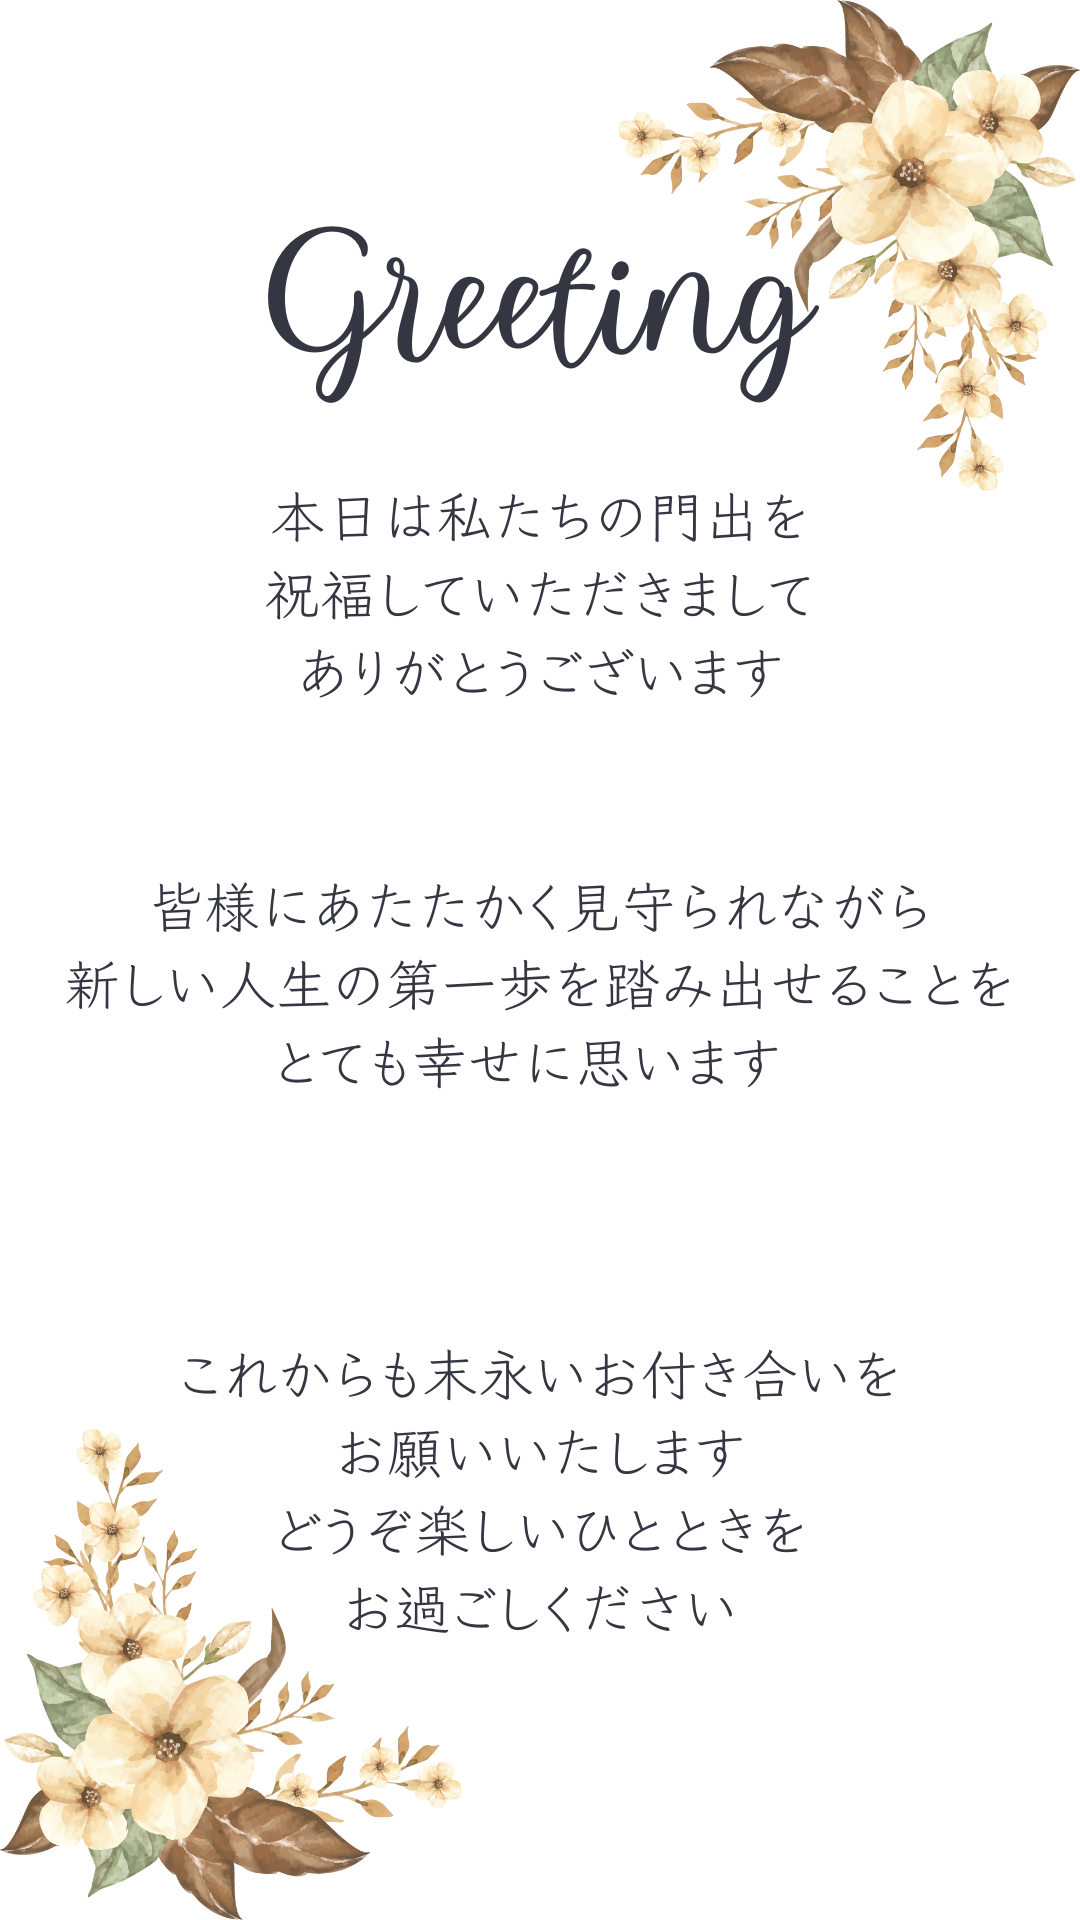 Greeting
本日は私たちの門出を
祝福していただきまして
ありがとうございます
皆様にあたたかく見守られながら
新しい人生の第一歩を踏み出せることを
とても幸せに思います
これからも末永いお付き合いを
お願いいたします
どうぞ楽しいひとときを
お過ごしください